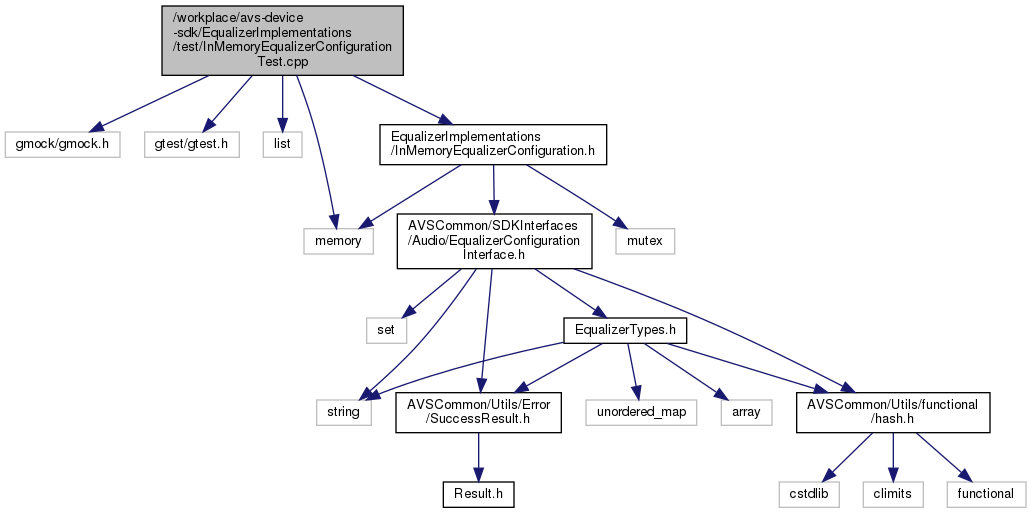 /workplace/avs-device
-sdk/EqualizerImplementations
/test/InMemoryEqualizerConfiguration
Test.cpp
gmock/gmock.h
gtest/gtest.h
list
EqualizerImplementations
/InMemoryEqualizerConfiguration.h
memory
AVSCommon/SDKInterfaces
/Audio/EqualizerConfiguration
Interface.h
mutex
set
EqualizerTypes.h
string
AVSCommon/Utils/Error
/SuccessResult.h
unordered_map
array
AVSCommon/Utils/functional
/hash.h
Result.h
cstdlib
climits
functional